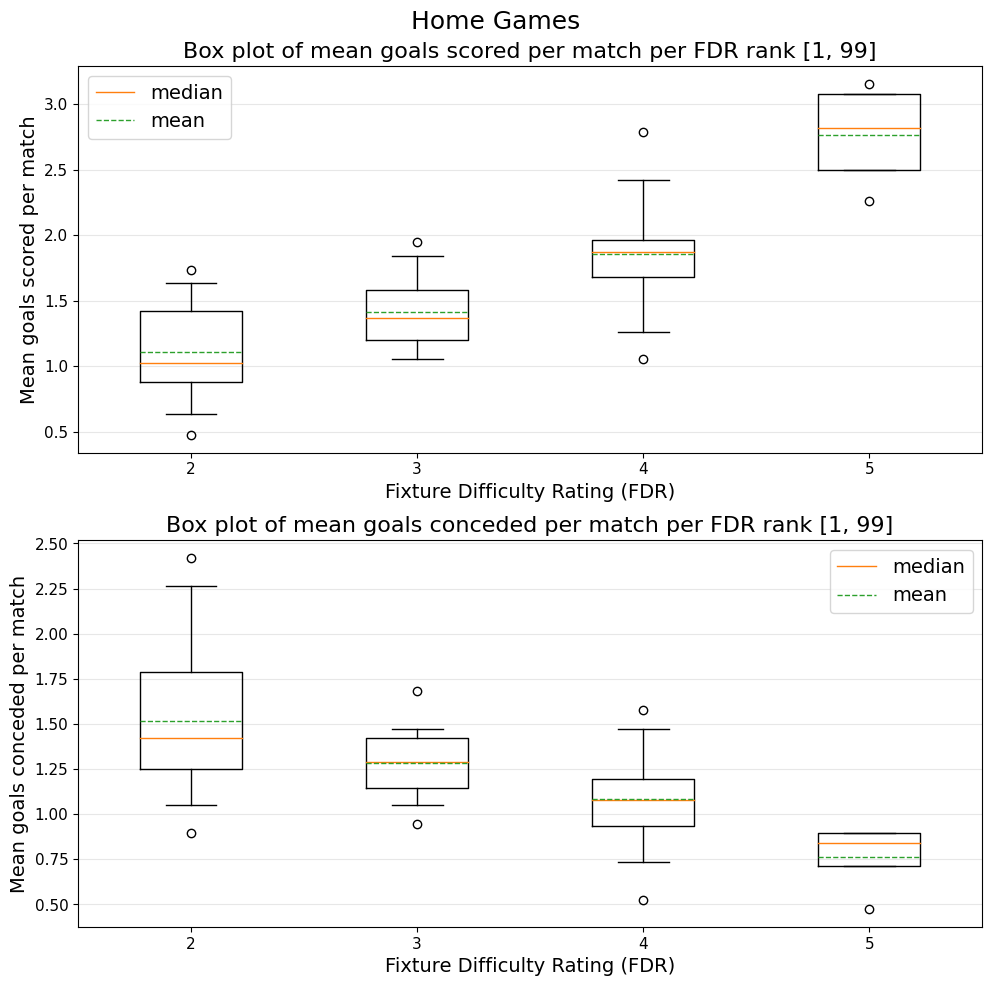 Home Games
Box plot of mean goals scored per match per FDR rank [1, 99]
median
mean
Mean goals scored per match
3.0
2.5
2.0
1.5
1.0
0.5
2 3 4 5
Fixture Difficulty Rating (FDR)
Box plot of mean goals conceded per match per FDR rank [1, 99]
median
mean
Mean goals conceded per match
2.50
2.25
2.00
1.75
1.50
1.25
1.00
0.75
0.50
2 3 4 5
Fixture Difficulty Rating (FDR)